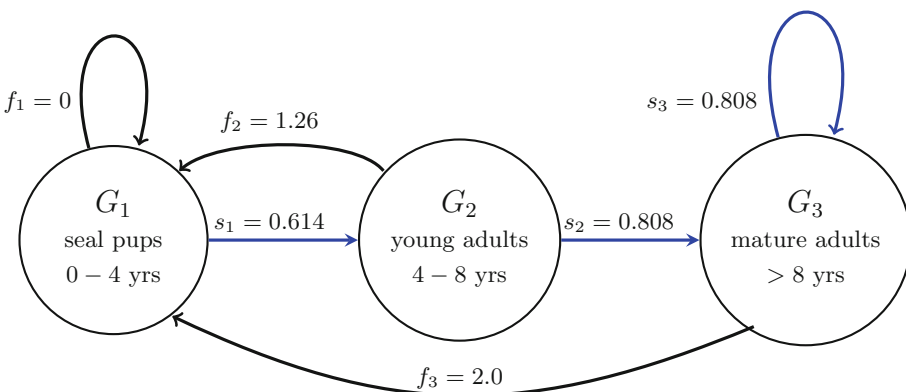 f₁ = 0
f₂ = 1.26
s₃ = 0.808
G₁
seal pups
0 – 4 yrs
s₁ = 0.614
G₂
young adults
4 – 8 yrs
s₂ = 0.808
G₃
mature adults
> 8 yrs
f₃ = 2.0